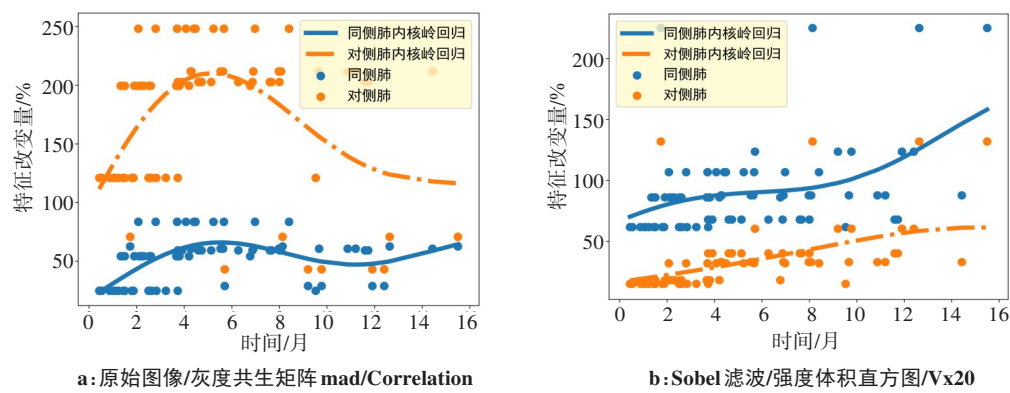 250
200
150
100
50
特征改变量/%
同侧肺内核岭回归
对侧肺内核岭回归
同侧肺
对侧肺
0 2 4 6 8 10 12 14 16
时间/月
a:原始图像/灰度共生矩阵 mad/Correlation
200
150
100
50
特征改变量/%
同侧肺内核岭回归
对侧肺内核岭回归
同侧肺
对侧肺
0 2 4 6 8 10 12 14 16
时间/月
b:Sobel 滤波/强度体积直方图/Vx20